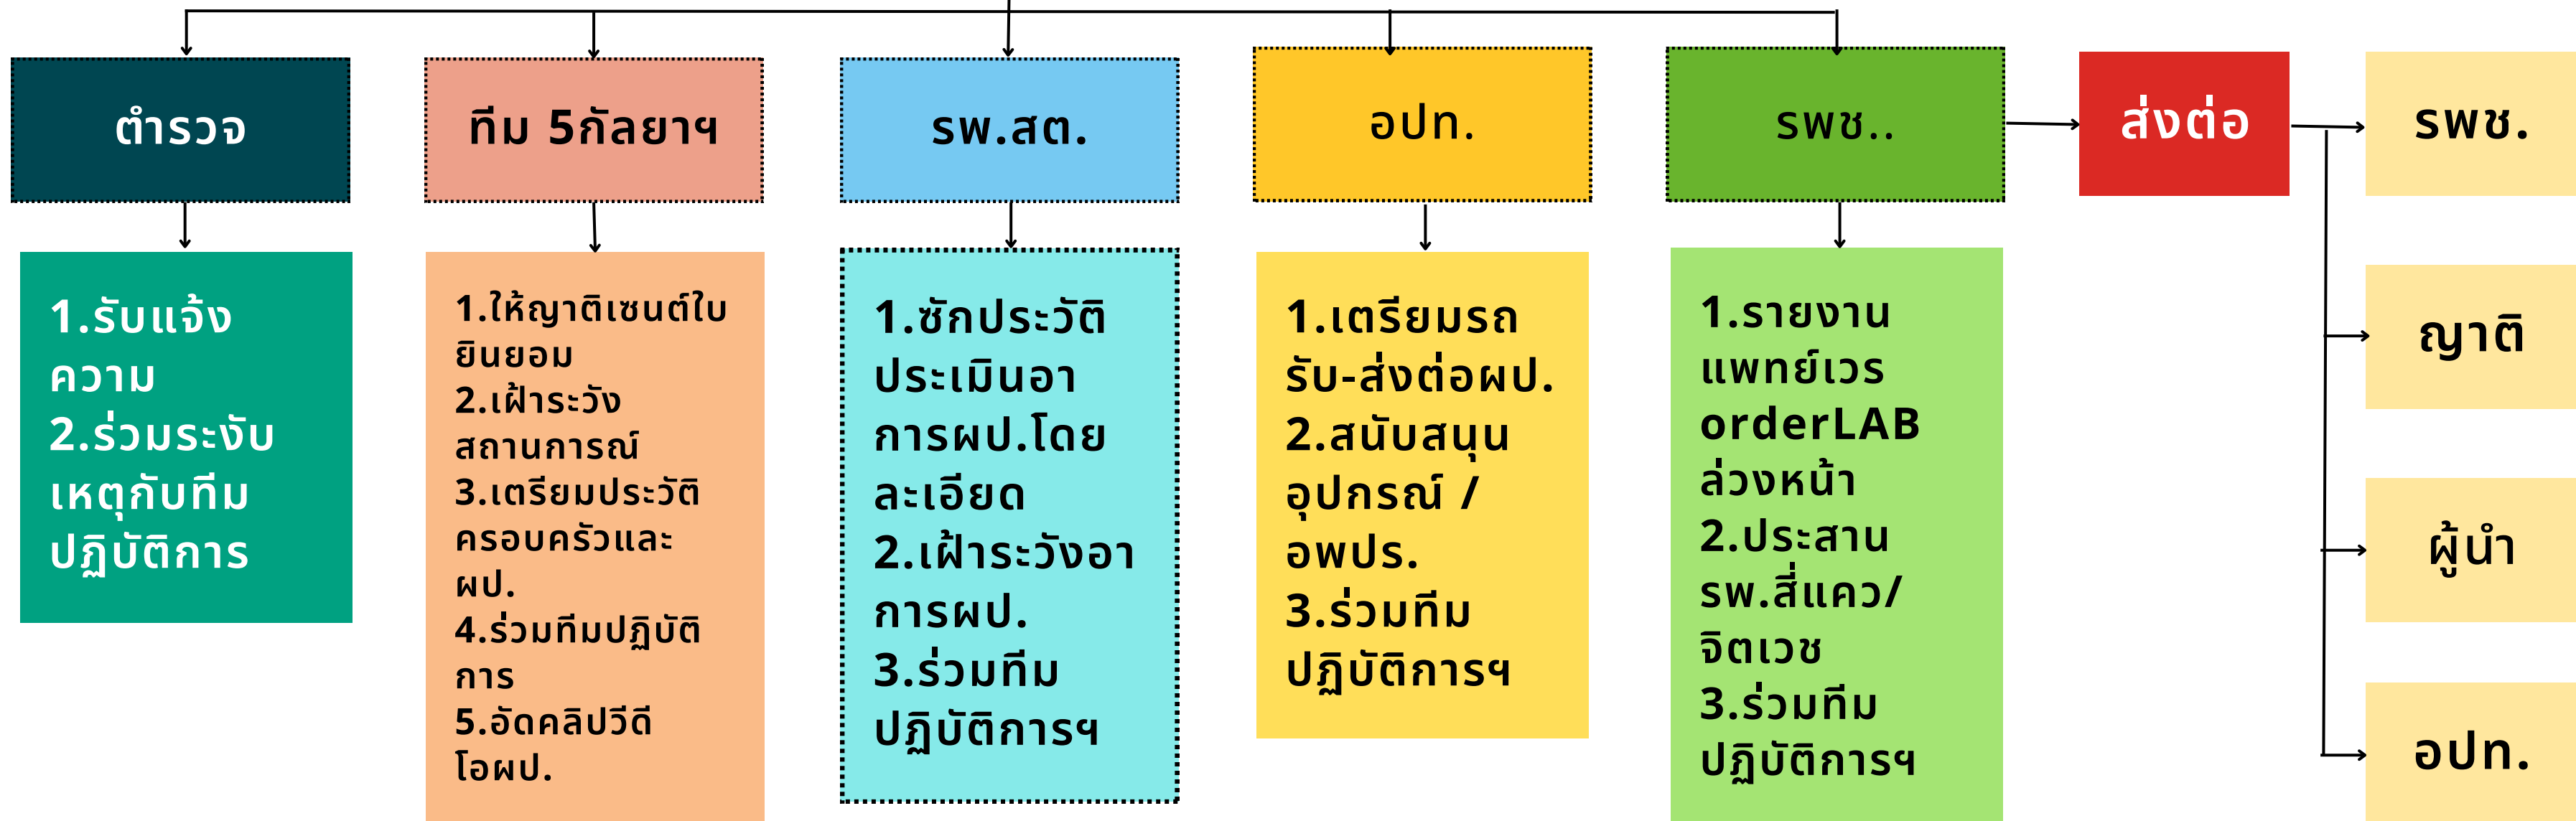 ตำรวจ
ทีม 5กัลยาฯ
รพ.สต.
อปท.
รพช..
ส่งต่อ
รพช.
1.รับแจ้ง
ความ
2.ร่วมระงับ
เหตุกับทีม
ปฏิบัติการ
1.ให้ญาติเซนต์ใบ
ยินยอม
2.เฝ้าระวัง
สถานการณ์
3.เตรียมประวัติ
ครอบครัวและ
ผป.
4.ร่วมทีมปฏิบัติ
การ
5.อัดคลิปวีดี
โอผป.
1.ซักประวัติ
ประเมินอา
การผป.โดย
ละเอียด
2.เฝ้าระวังอา
การผป.
3.ร่วมทีม
ปฏิบัติการฯ
1.เตรียมรถ
รับ-ส่งต่อผป.
2.สนับสนุน
อุปกรณ์ /
อพปร.
3.ร่วมทีม
ปฏิบัติการฯ
1.รายงาน
แพทย์เวร
orderLAB
ล่วงหน้า
2.ประสาน
รพ.สี่แคว/
จิตเวช
3.ร่วมทีม
ปฏิบัติการฯ
ญาติ
ผู้นำ
อปท.